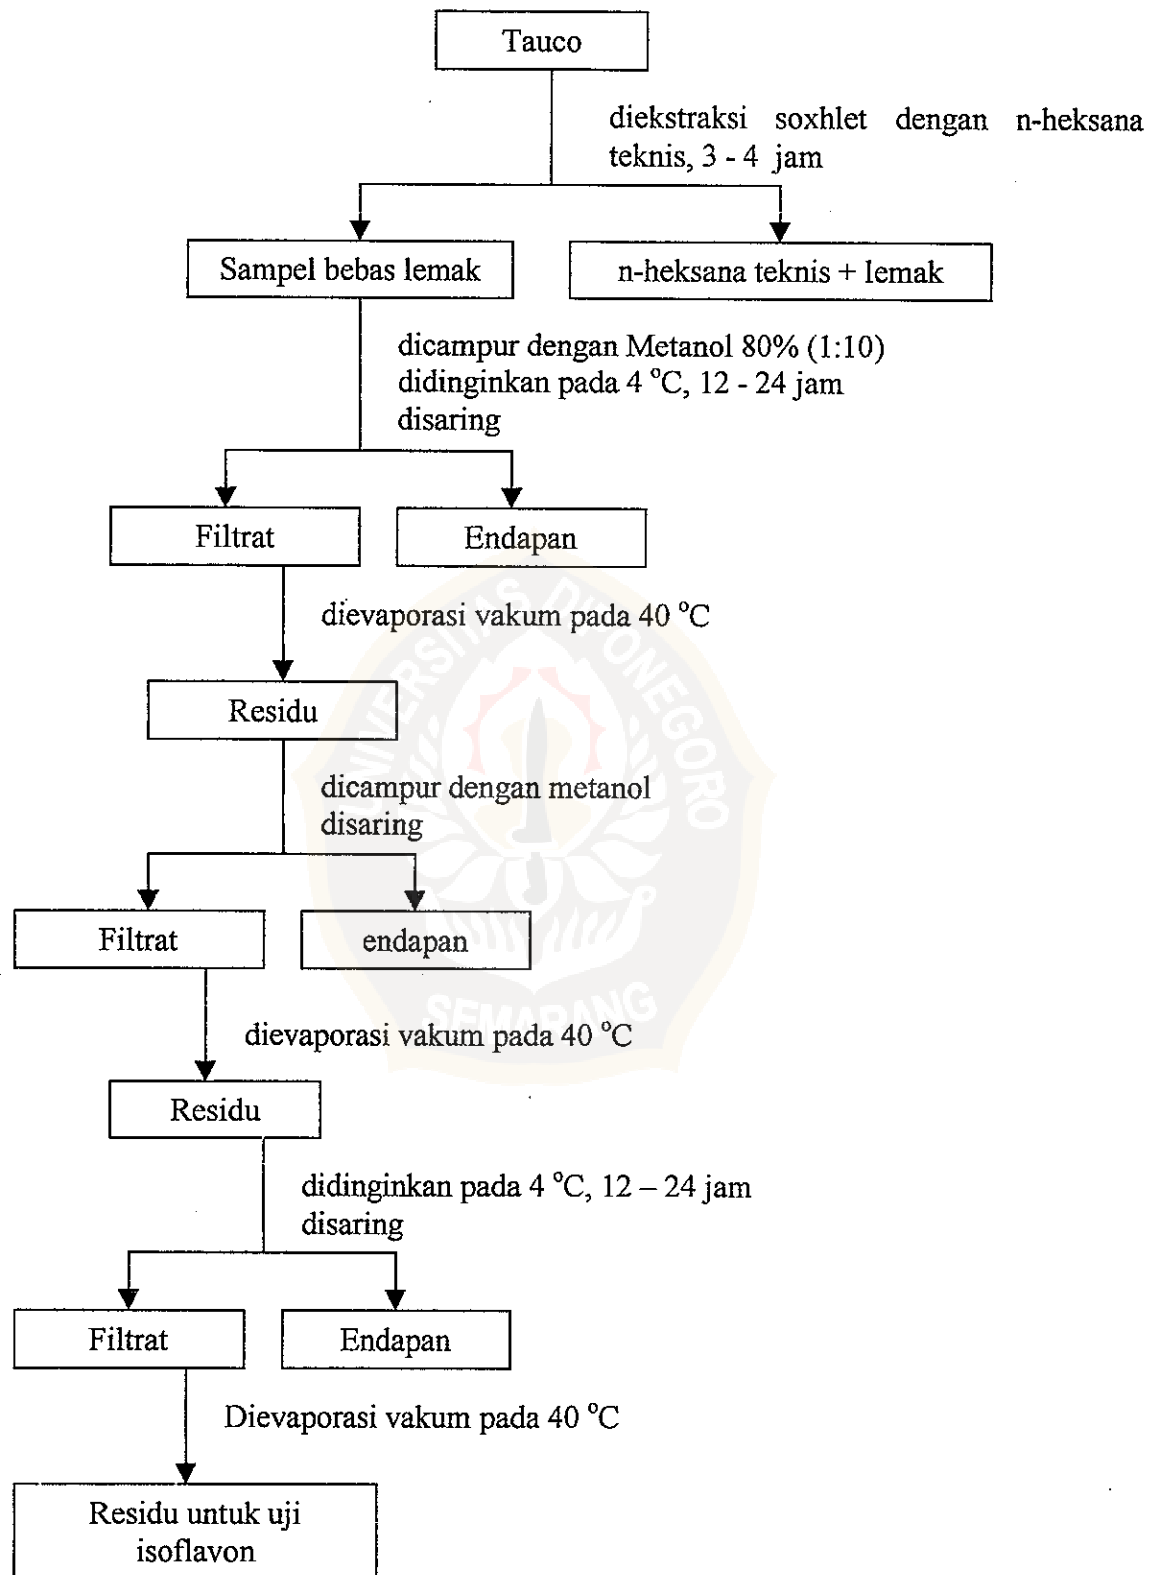 Tauco
diekstraksi soxhlet dengan n-heksana
teknis, 3 - 4 jam
Sampel bebas lemak
n-heksana teknis + lemak
dicampur dengan Metanol 80% (1:10)
didinginkan pada 4 °C, 12 - 24 jam
disaring
Filtrat
Endapan
dievaporasi vakum pada 40 °C
Residu
dicampur dengan metanol
disaring
Filtrat
endapan
dievaporasi vakum pada 40 °C
Residu
didinginkan pada 4 °C, 12 – 24 jam
disaring
Filtrat
Endapan
Dievaporasi vakum pada 40 °C
Residu untuk uji
isoflavon
UNIVERSITAS DIPONEGORO
SEMARANG